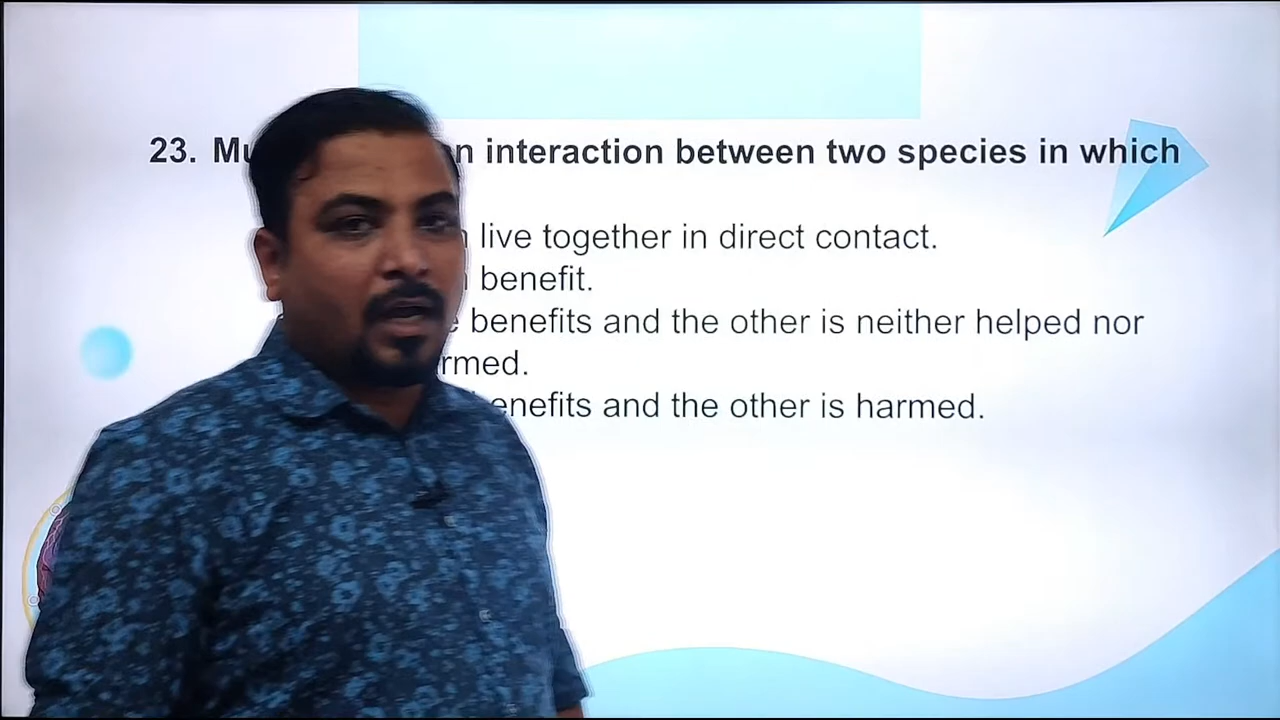 23. Mu n interaction between two species in which
live together in direct contact.
benefit.
benefits and the other is neither helped nor
rmed.
enefits and the other is harmed.